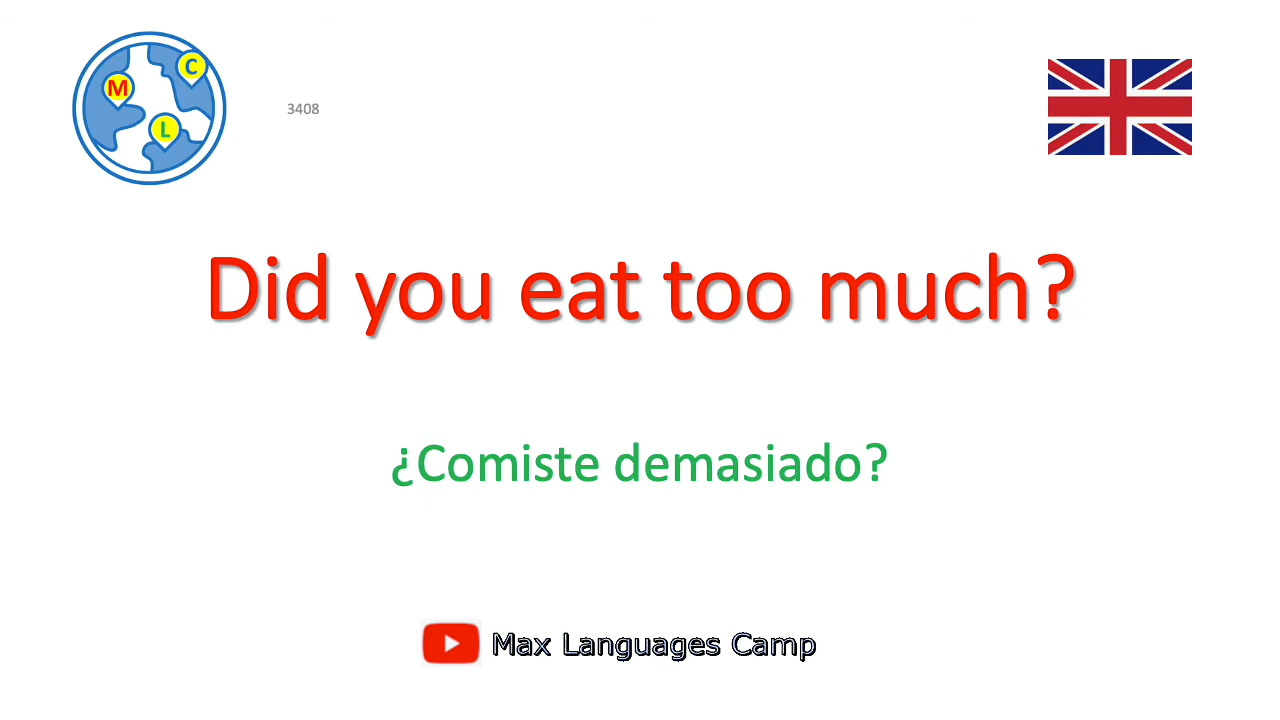 C
M
L
3408
Did you eat too much?
¿Comiste demasiado?
Max Languages Camp